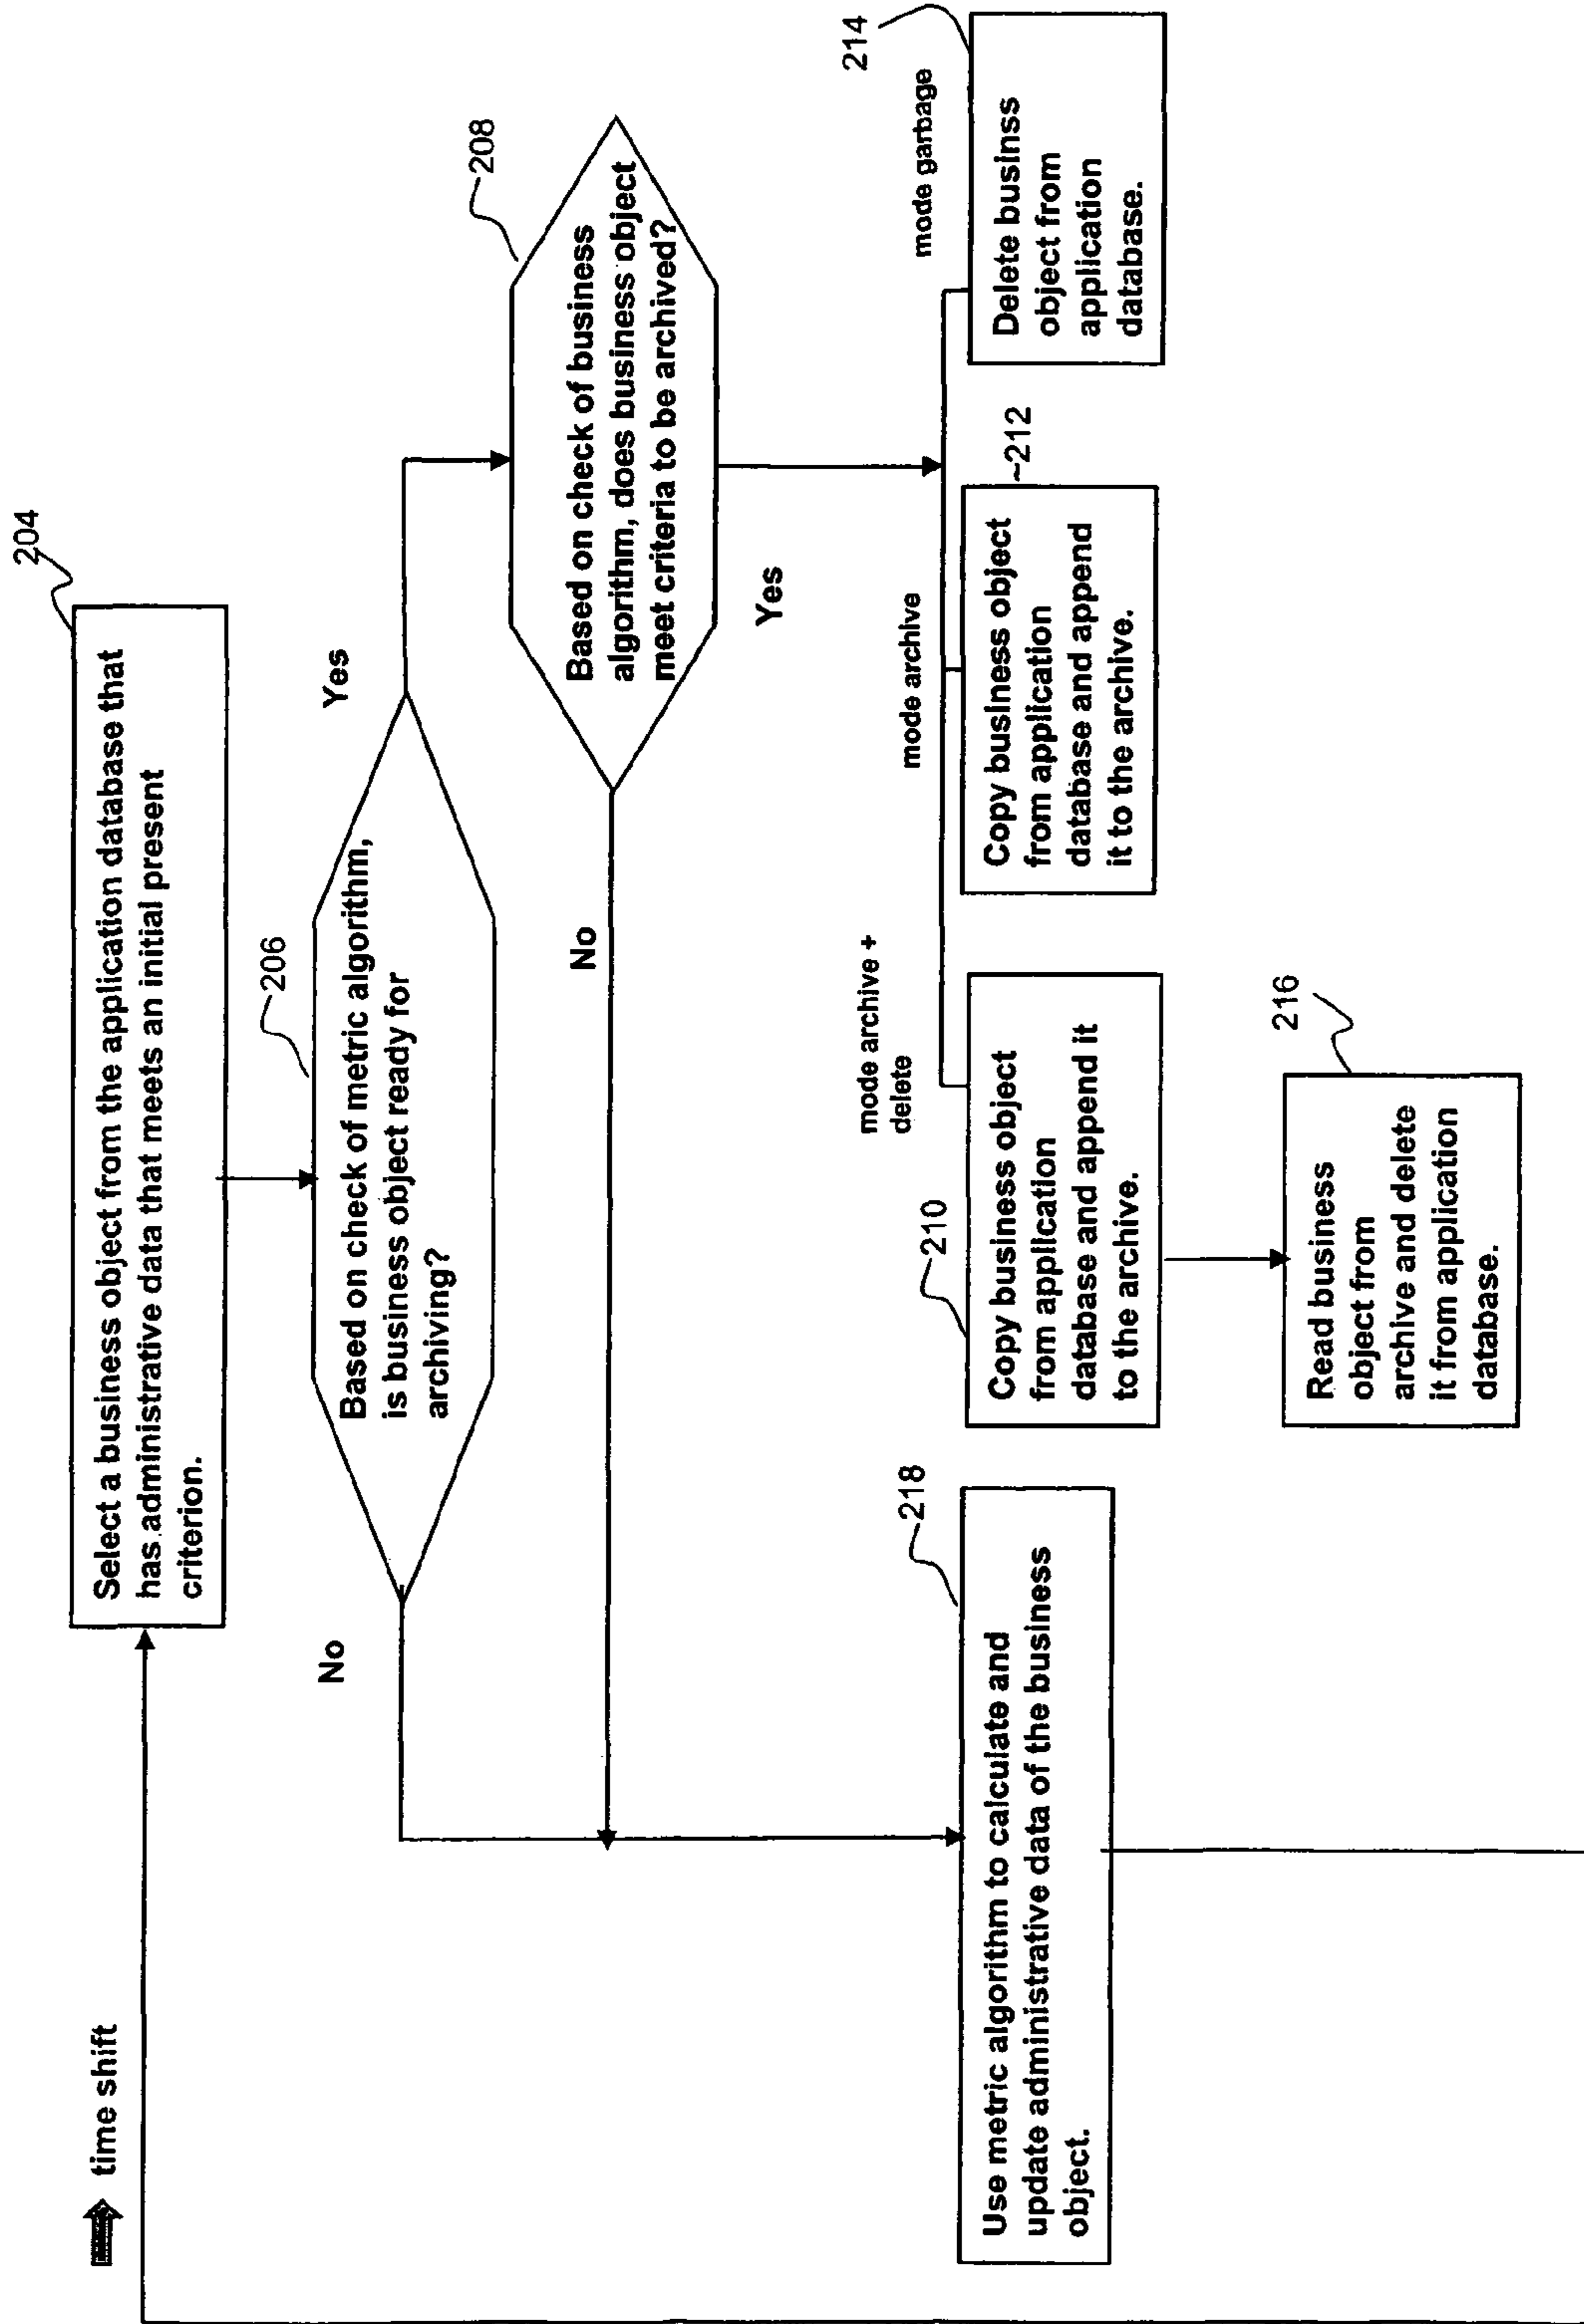 time shift
204
Select a business object from the application database that
has administrative data that meets an initial present
criterion.
206
Based on check of metric algorithm,
is business object ready for
archiving?
No
Yes
208
Based on check of business
algorithm, does business object
meet criteria to be archived?
No
Yes
218
Use metric algorithm to calculate and
update administrative data of the business
object.
mode archive +
delete
210
Copy business object
from application
database and append it
to the archive.
mode archive
~212
Copy business object
from application
database and append
it to the archive.
mode garbage
214
Delete businss
object from
application
database.
216
Read business
object from
archive and delete
it from application
database.